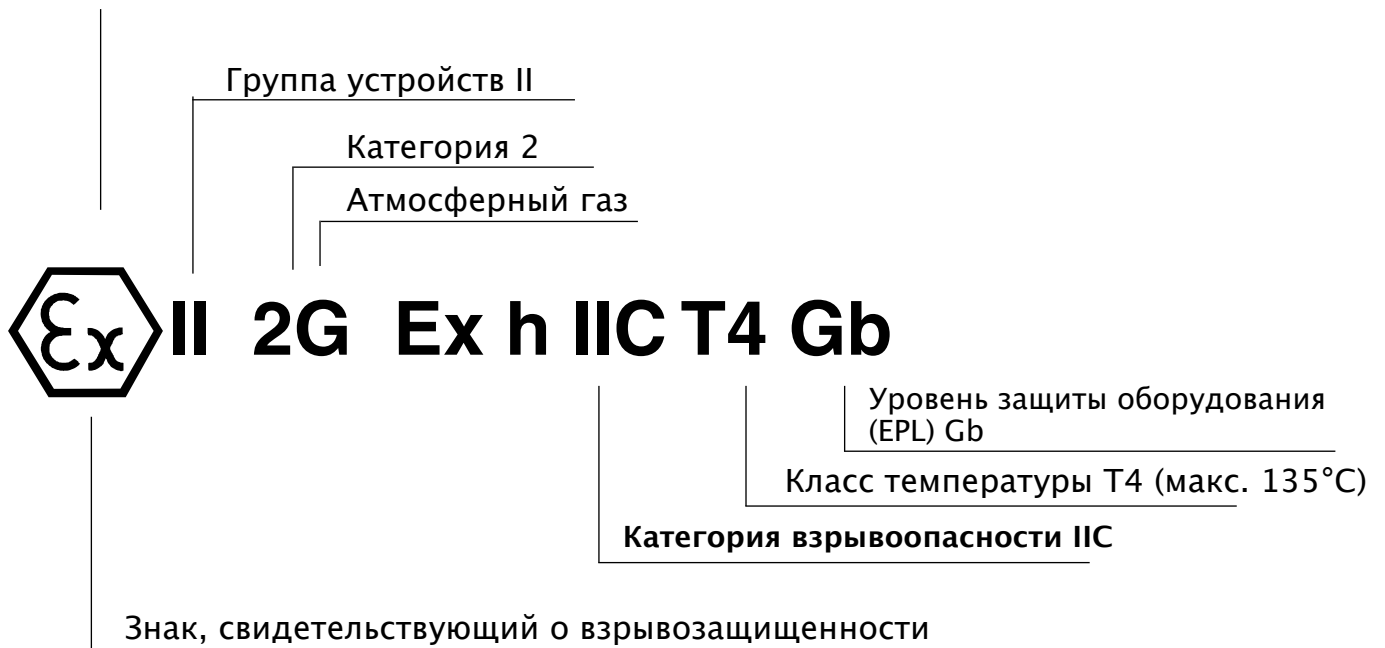 Группа устройств II
Категория 2
Атмосферный газ
Ex II 2G Ex h IIC T4 Gb
Уровень защиты оборудования
(EPL) Gb
Класс температуры T4 (макс. 135°C)
Категория взрывоопасности IIC
Знак, свидетельствующий о взрывозащищенности